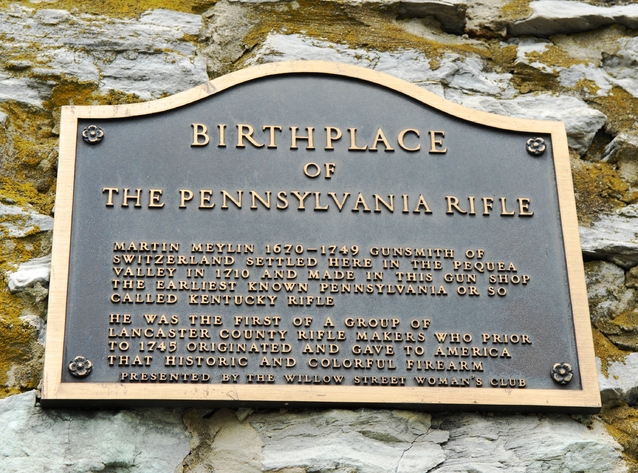 BIRTHPLACE
OF
THE PENNSYLVANIA RIFLE
MARTIN MEYLIN 1670-1749 GUNSMITH OF
SWITZERLAND SETTLED HERE IN THE PEQUEA
VALLEY IN 1710 AND MADE IN THIS GUN SHOP
THE EARLIEST KNOWN PENNSYLVANIA OR SO
CALLED KENTUCKY RIFLE
HE WAS THE FIRST OF A GROUP OF
LANCASTER COUNTY RIFLE MAKERS WHO PRIOR
TO 1745 ORIGINATED AND GAVE TO AMERICA
THAT HISTORIC AND COLORFUL FIREARM
PRESENTED BY THE WILLOW STREET WOMAN'S CLUB